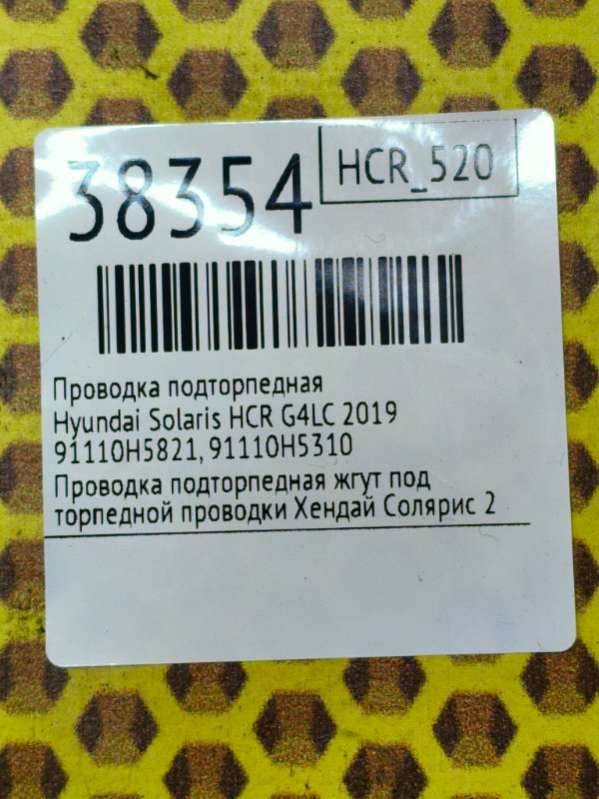 38354
HCR_520
Проводка подторпедная
Hyundai Solaris HCR G4LC 2019
91110H5821, 91110H5310
Проводка подторпедная жгут под
торпедной проводки Хендай Солярис 2